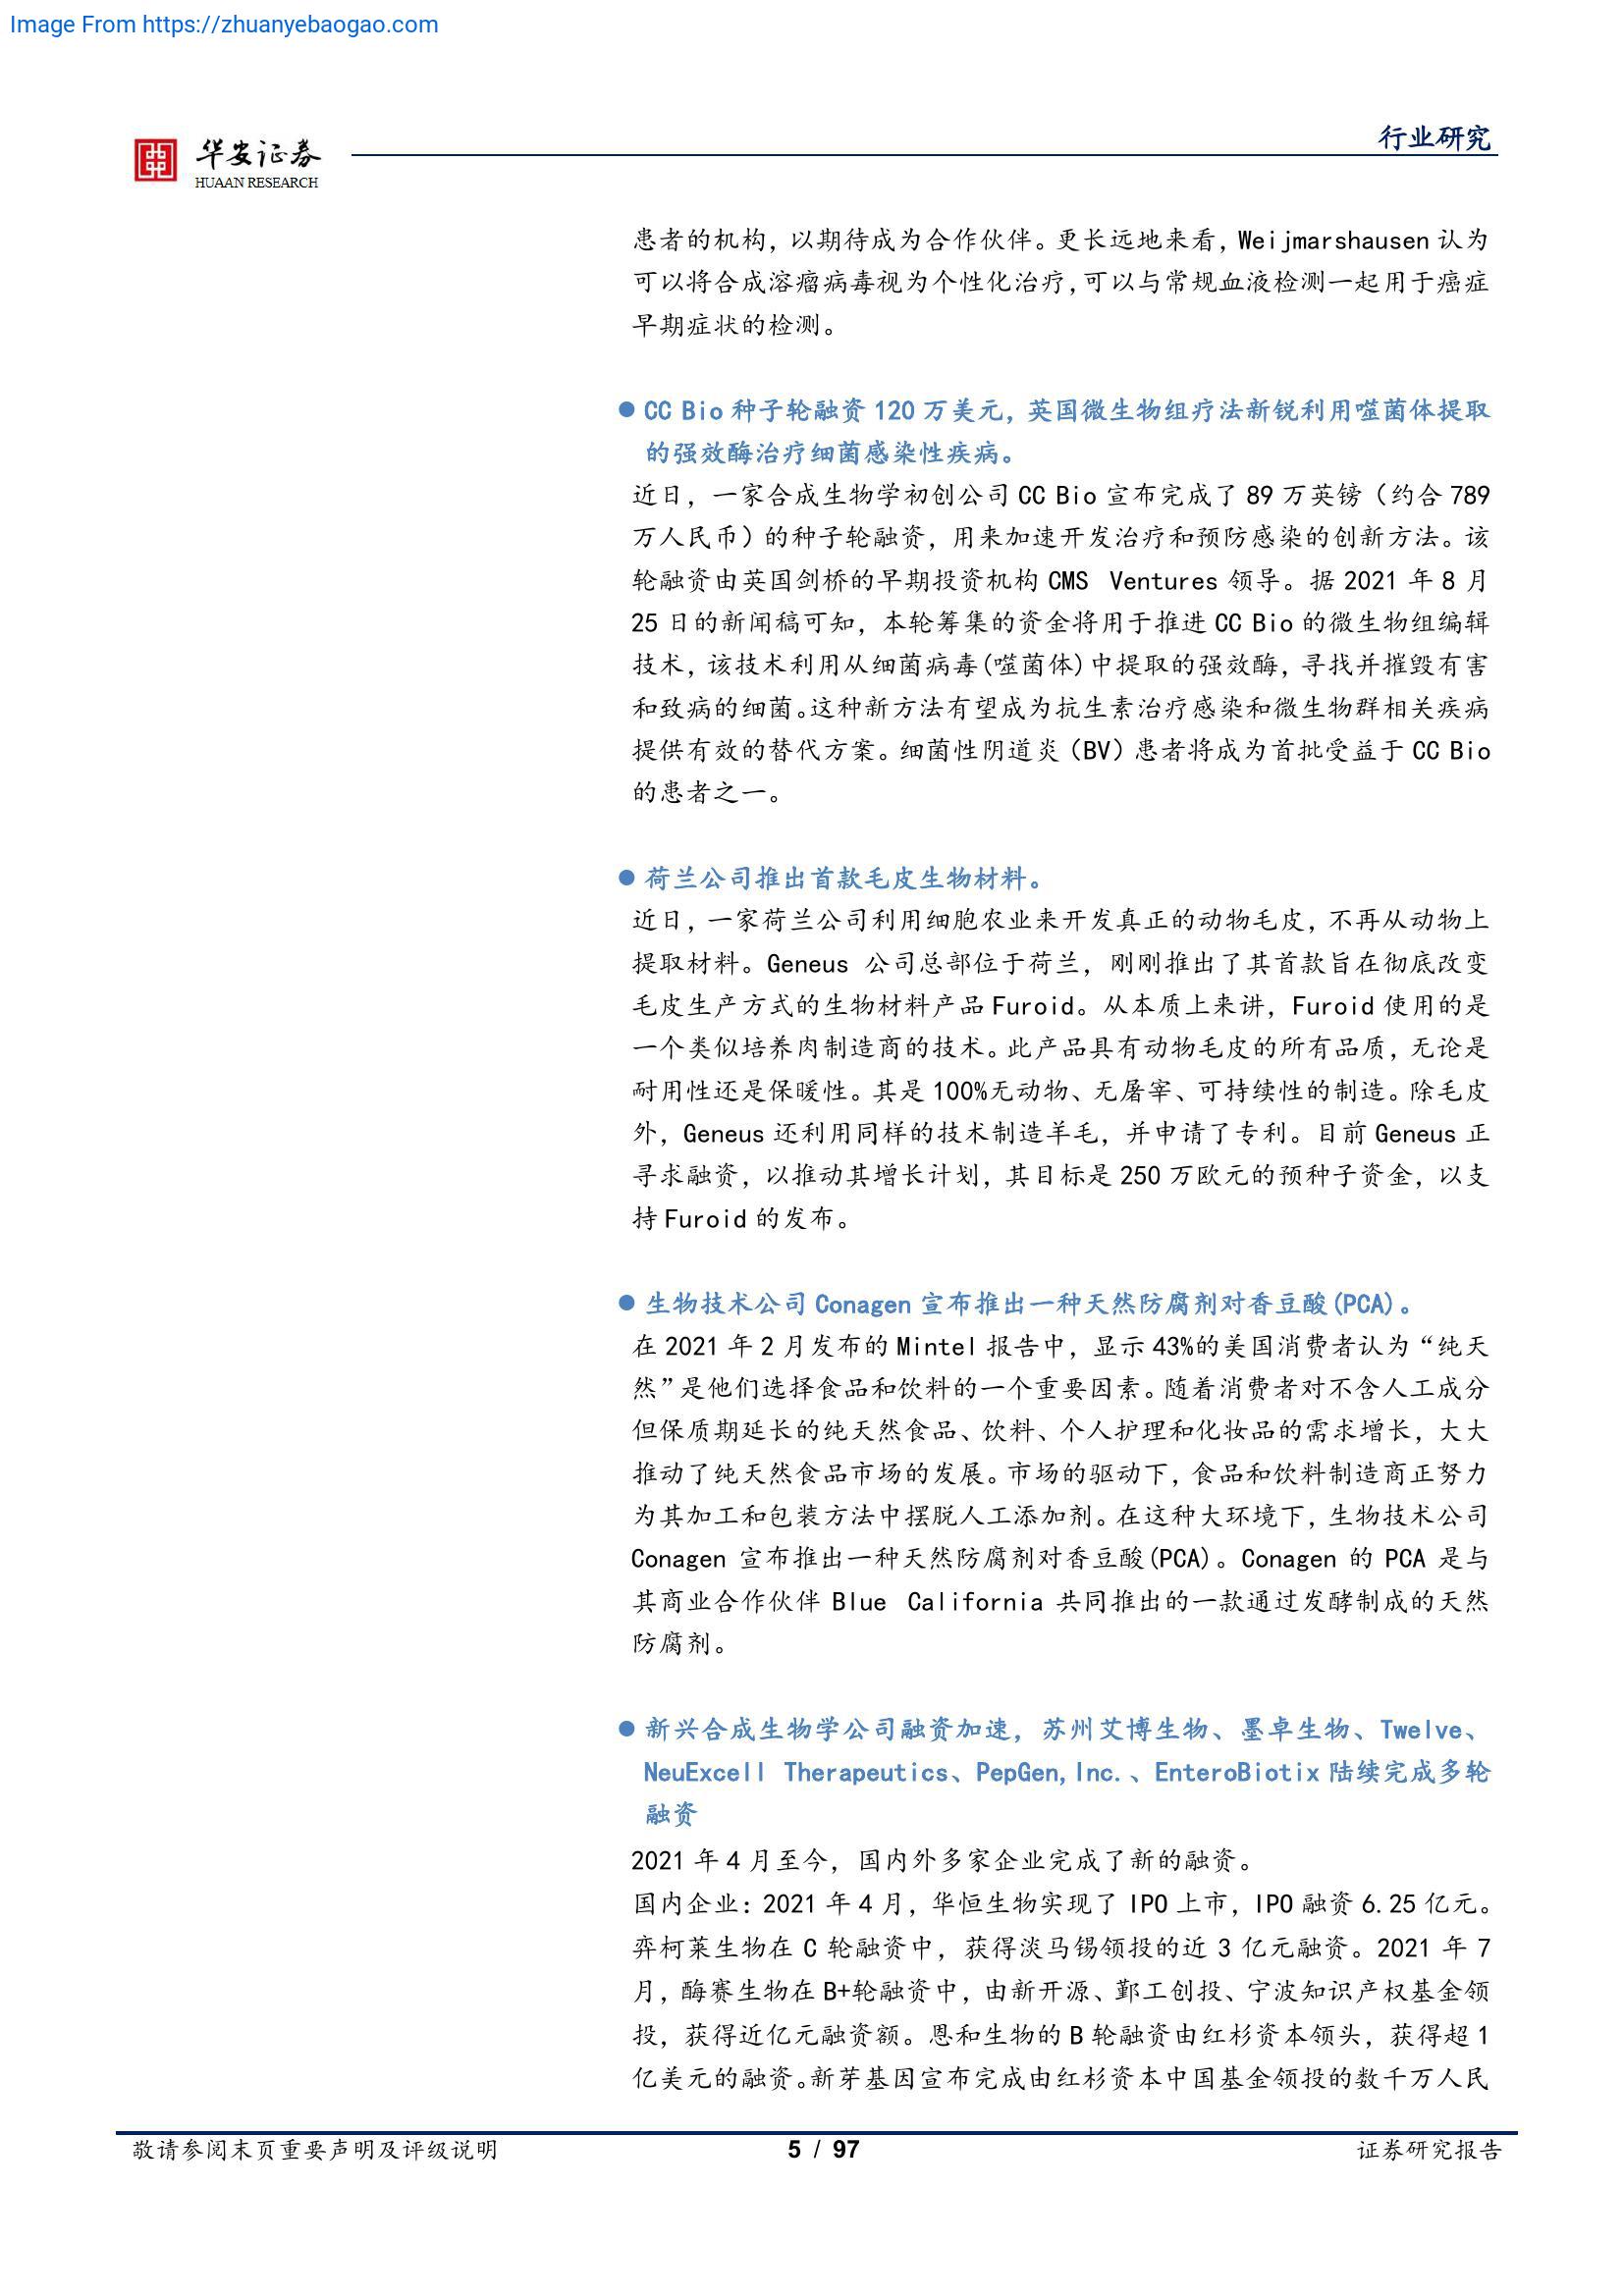 Image From https://zhuanyebaogao.com
华安证券
HUAAN RESEARCH
行业研究
患者的机构，以期待成为合作伙伴。更长远地来看，Weijmarshausen 认为
可以将合成溶瘤病毒视为个性化治疗，可以与常规血液检测一起用于癌症
早期症状的检测。
● CC Bio 种子轮融资 120 万美元，英国微生物组疗法新锐利用噬菌体提取
的强效酶治疗细菌感染性疾病。
近日，一家合成生物学初创公司 CC Bio 宣布完成了 89 万英镑（约合 789
万人民币）的种子轮融资，用来加速开发治疗和预防感染的创新方法。该
轮融资由英国剑桥的早期投资机构 CMS Ventures 领导。据 2021 年 8 月
25 日的新闻稿可知，本轮筹集的资金将用于推进 CC Bio 的微生物组编辑
技术，该技术利用从细菌病毒(噬菌体)中提取的强效酶，寻找并摧毁有害
和致病的细菌。这种新方法有望成为抗生素治疗感染和微生物群相关疾病
提供有效的替代方案。细菌性阴道炎（BV）患者将成为首批受益于 CC Bio
的患者之一。
● 荷兰公司推出首款毛皮生物材料。
近日，一家荷兰公司利用细胞农业来开发真正的动物毛皮，不再从动物上
提取材料。Geneus 公司总部位于荷兰，刚刚推出了其首款旨在彻底改变
毛皮生产方式的生物材料产品 Furoid。从本质上来讲，Furoid 使用的是
一个类似培养肉制造商的技术。此产品具有动物毛皮的所有品质，无论是
耐用性还是保暖性。其是 100%无动物、无屠宰、可持续性的制造。除毛皮
外，Geneus 还利用同样的技术制造羊毛，并申请了专利。目前 Geneus 正
寻求融资，以推动其增长计划，其目标是 250 万欧元的预种子资金，以支
持 Furoid 的发布。
● 生物技术公司 Conagen 宣布推出一种天然防腐剂对香豆酸(PCA)。
在 2021 年 2 月发布的 Mintel 报告中，显示 43%的美国消费者认为“纯天
然”是他们选择食品和饮料的一个重要因素。随着消费者对不含人工成分
但保质期延长的纯天然食品、饮料、个人护理和化妆品的需求增长，大大
推动了纯天然食品市场的发展。市场的驱动下，食品和饮料制造商正努力
为其加工和包装方法中摆脱人工添加剂。在这种大环境下，生物技术公司
Conagen 宣布推出一种天然防腐剂对香豆酸(PCA)。Conagen 的 PCA 是与
其商业合作伙伴 Blue California 共同推出的一款通过发酵制成的天然
防腐剂。
● 新兴合成生物学公司融资加速，苏州艾博生物、墨卓生物、Twelve、
NeuExcell Therapeutics、PepGen,Inc.、EnteroBiotix 陆续完成多轮
融资
2021 年 4 月至今，国内外多家企业完成了新的融资。
国内企业：2021 年 4 月，华恒生物实现了 IPO 上市，IPO 融资 6.25 亿元。
弈柯莱生物在 C 轮融资中，获得淡马锡领投的近 3 亿元融资。2021 年 7
月，酶赛生物在 B+轮融资中，由新开源、鄞工创投、宁波知识产权基金领
投，获得近亿元融资额。恩和生物的 B 轮融资由红杉资本领头，获得超 1
亿美元的融资。新芽基因宣布完成由红杉资本中国基金领投的数千万人民
敬请参阅末页重要声明及评级说明
5 / 97
证券研究报告